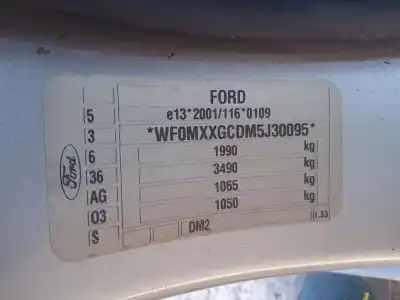 FORD
5 e13*2001/116*0109
3 *WF0MXXGCDM5J30095*
6 1990 kg
36 3490 kg
AG 1065 kg
03 1050 kg
S DM2
Ford